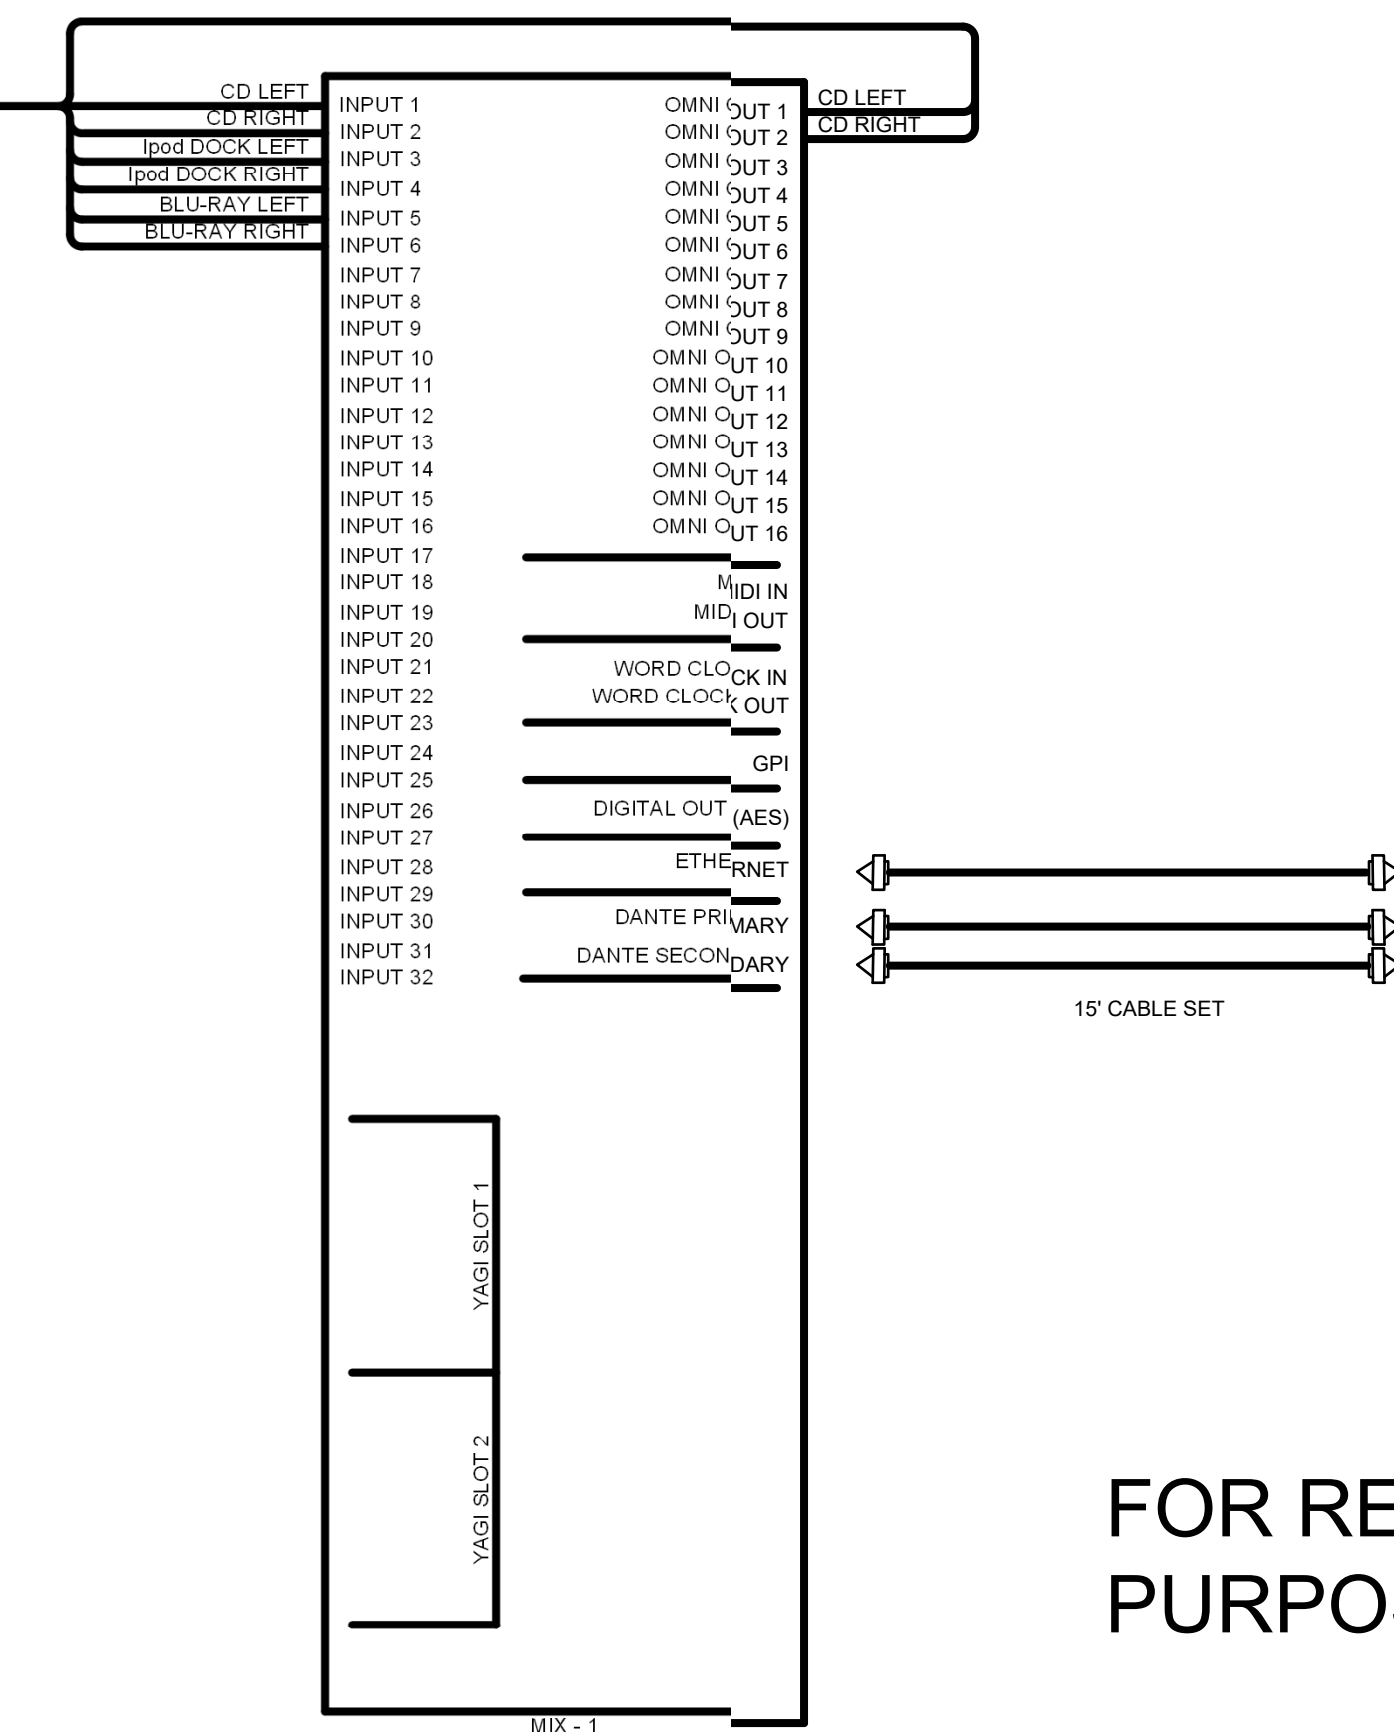 CD LEFT
CD RIGHT
Ipod DOCK LEFT
Ipod DOCK RIGHT
BLU-RAY LEFT
BLU-RAY RIGHT
INPUT 1
INPUT 2
INPUT 3
INPUT 4
INPUT 5
INPUT 6
INPUT 7
INPUT 8
INPUT 9
INPUT 10
INPUT 11
INPUT 12
INPUT 13
INPUT 14
INPUT 15
INPUT 16
INPUT 17
INPUT 18
INPUT 19
INPUT 20
INPUT 21
INPUT 22
INPUT 23
INPUT 24
INPUT 25
INPUT 26
INPUT 27
INPUT 28
INPUT 29
INPUT 30
INPUT 31
INPUT 32
OMNI OUT 1
OMNI OUT 2
OMNI OUT 3
OMNI OUT 4
OMNI OUT 5
OMNI OUT 6
OMNI OUT 7
OMNI OUT 8
OMNI OUT 9
OMNI OUT 10
OMNI OUT 11
OMNI OUT 12
OMNI OUT 13
OMNI OUT 14
OMNI OUT 15
OMNI OUT 16
MIDI IN
MIDI OUT
WORD CLOCK IN
WORD CLOCK OUT
GPI
DIGITAL OUT (AES)
ETHERNET
DANTE PRIMARY
DANTE SECONDARY
CD LEFT
CD RIGHT
15' CABLE SET
YAGI SLOT 1
YAGI SLOT 2
MIX - 1
FOR RE
PURPOS